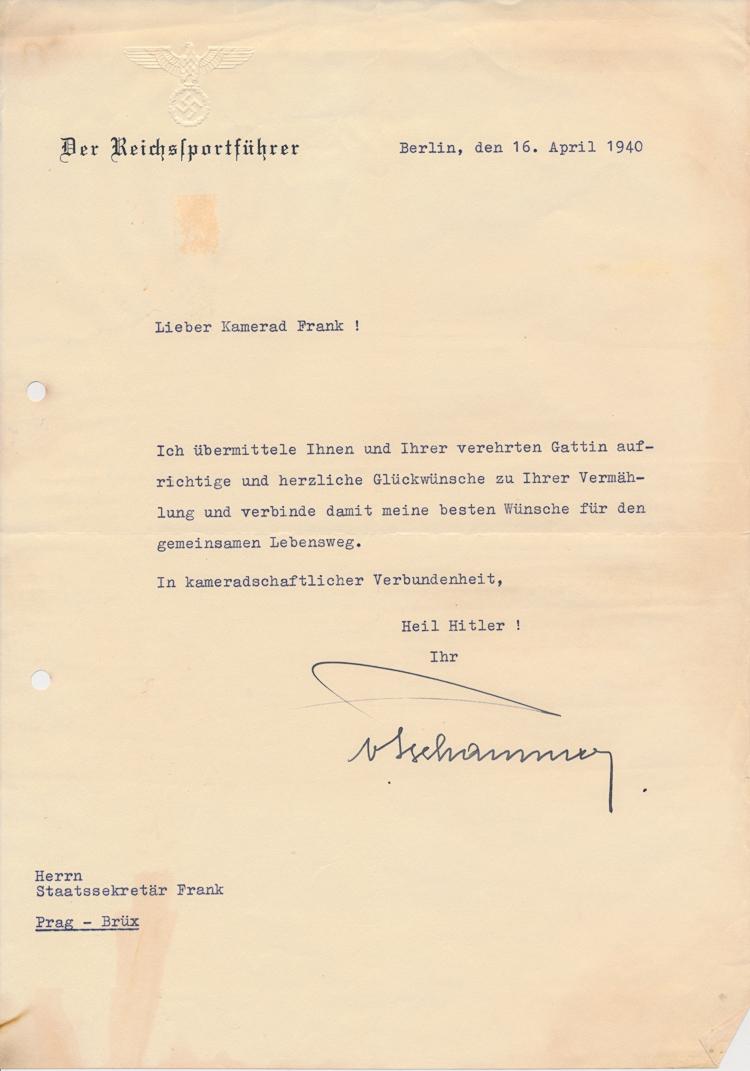 Der Reichssportführer
Berlin, den 16. April 1940
Lieber Kamerad Frank !
Ich übermittele Ihnen und Ihrer verehrten Gattin auf-
richtige und herzliche Glückwünsche zu Ihrer Vermäh-
lung und verbinde damit meine besten Wünsche für den
gemeinsamen Lebensweg.
In kameradschaftlicher Verbundenheit,
Heil Hitler !
Ihr
v Tschammer
Herrn
Staatssekretär Frank
Prag - Brüx